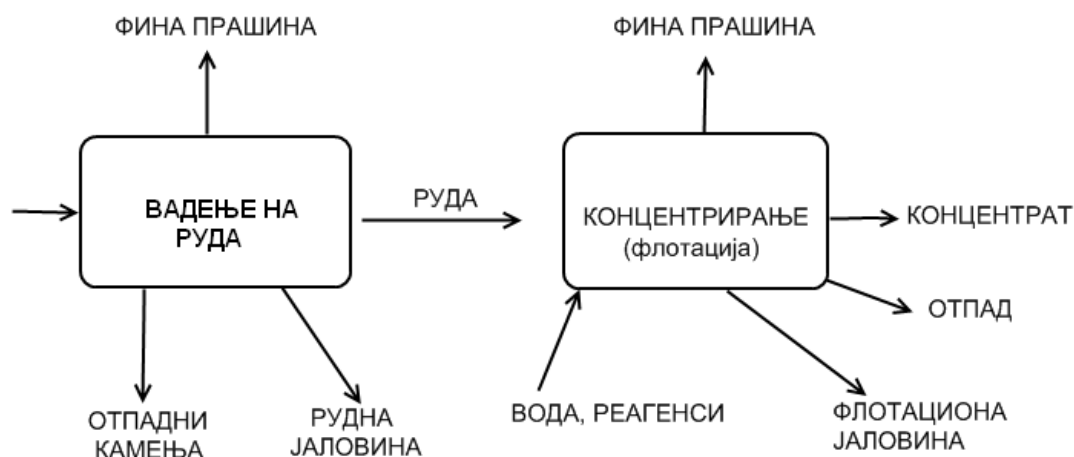 ФИНА ПРАШИНА
ФИНА ПРАШИНА
ВАДЕЊЕ НА
РУДА
РУДА
КОНЦЕНТРИРАЊЕ
(флотација)
КОНЦЕНТРАТ
ОТПАД
ОТПАДНИ
КАМЕЊА
РУДНА
ЈАЛОВИНА
ВОДА, РЕАГЕНСИ
ФЛОТАЦИОНА
ЈАЛОВИНА